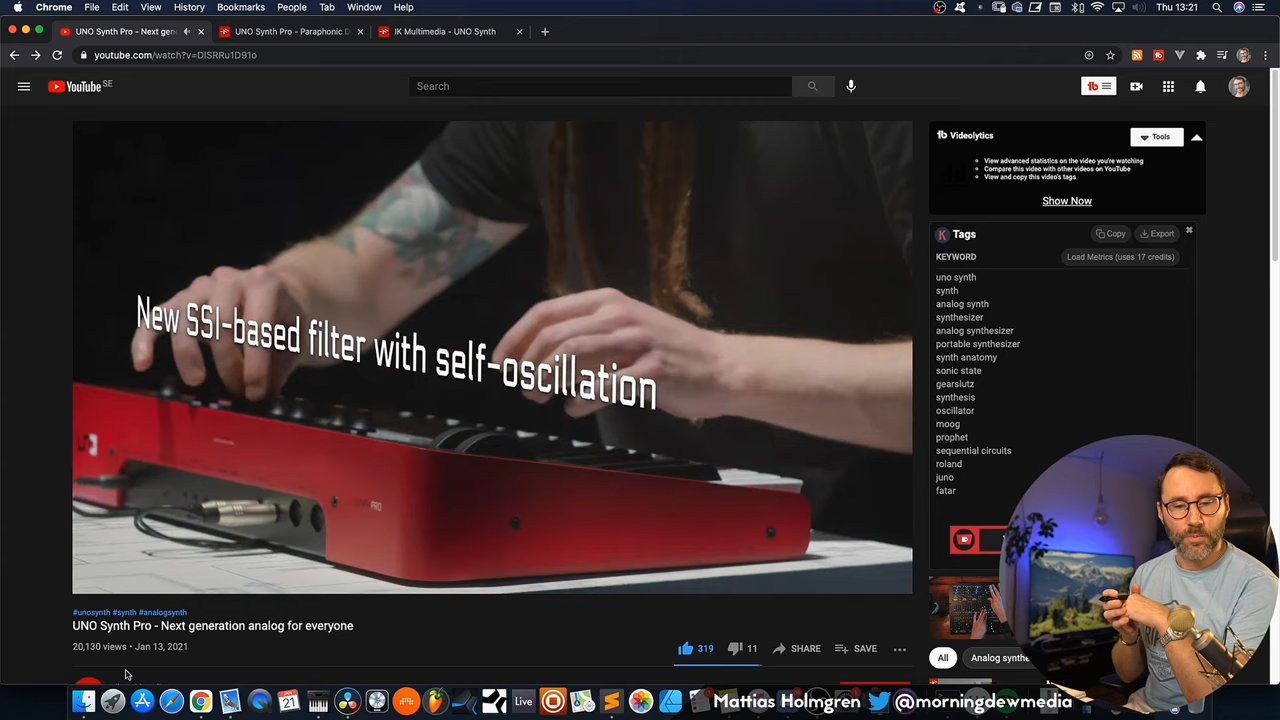 Chrome File Edit View History Bookmarks People Tab Window Help
Thu 13:21
UNO Synth Pro - Next gen
UNO Synth Pro - Paraphonic D
IK Multimedia - UNO Synth
youtube.com/watch?v=DISRRu1D91o
YouTube SE
Search
tb
tb Videolytics
Tools
View advanced statistics on the video you're watching
Compare this video with other videos on YouTube
View and copy this video's tags
Show Now
K Tags
Copy
Export
KEYWORD
Load Metrics (uses 17 credits)
uno synth
synth
analog synth
synthesizer
analog synthesizer
portable synthesizer
synth anatomy
sonic state
gearslutz
synthesis
oscillator
moog
prophet
sequential circuits
roland
juno
fatar
New SSI-based filter with self-oscillation
PRO
#unosynth #synth #analogsynth
UNO Synth Pro - Next generation analog for everyone
20,130 views • Jan 13, 2021
319
11
SHARE
SAVE
All
Analog synthe
21
Live
Mattias Holmgren
@morningdewmedia